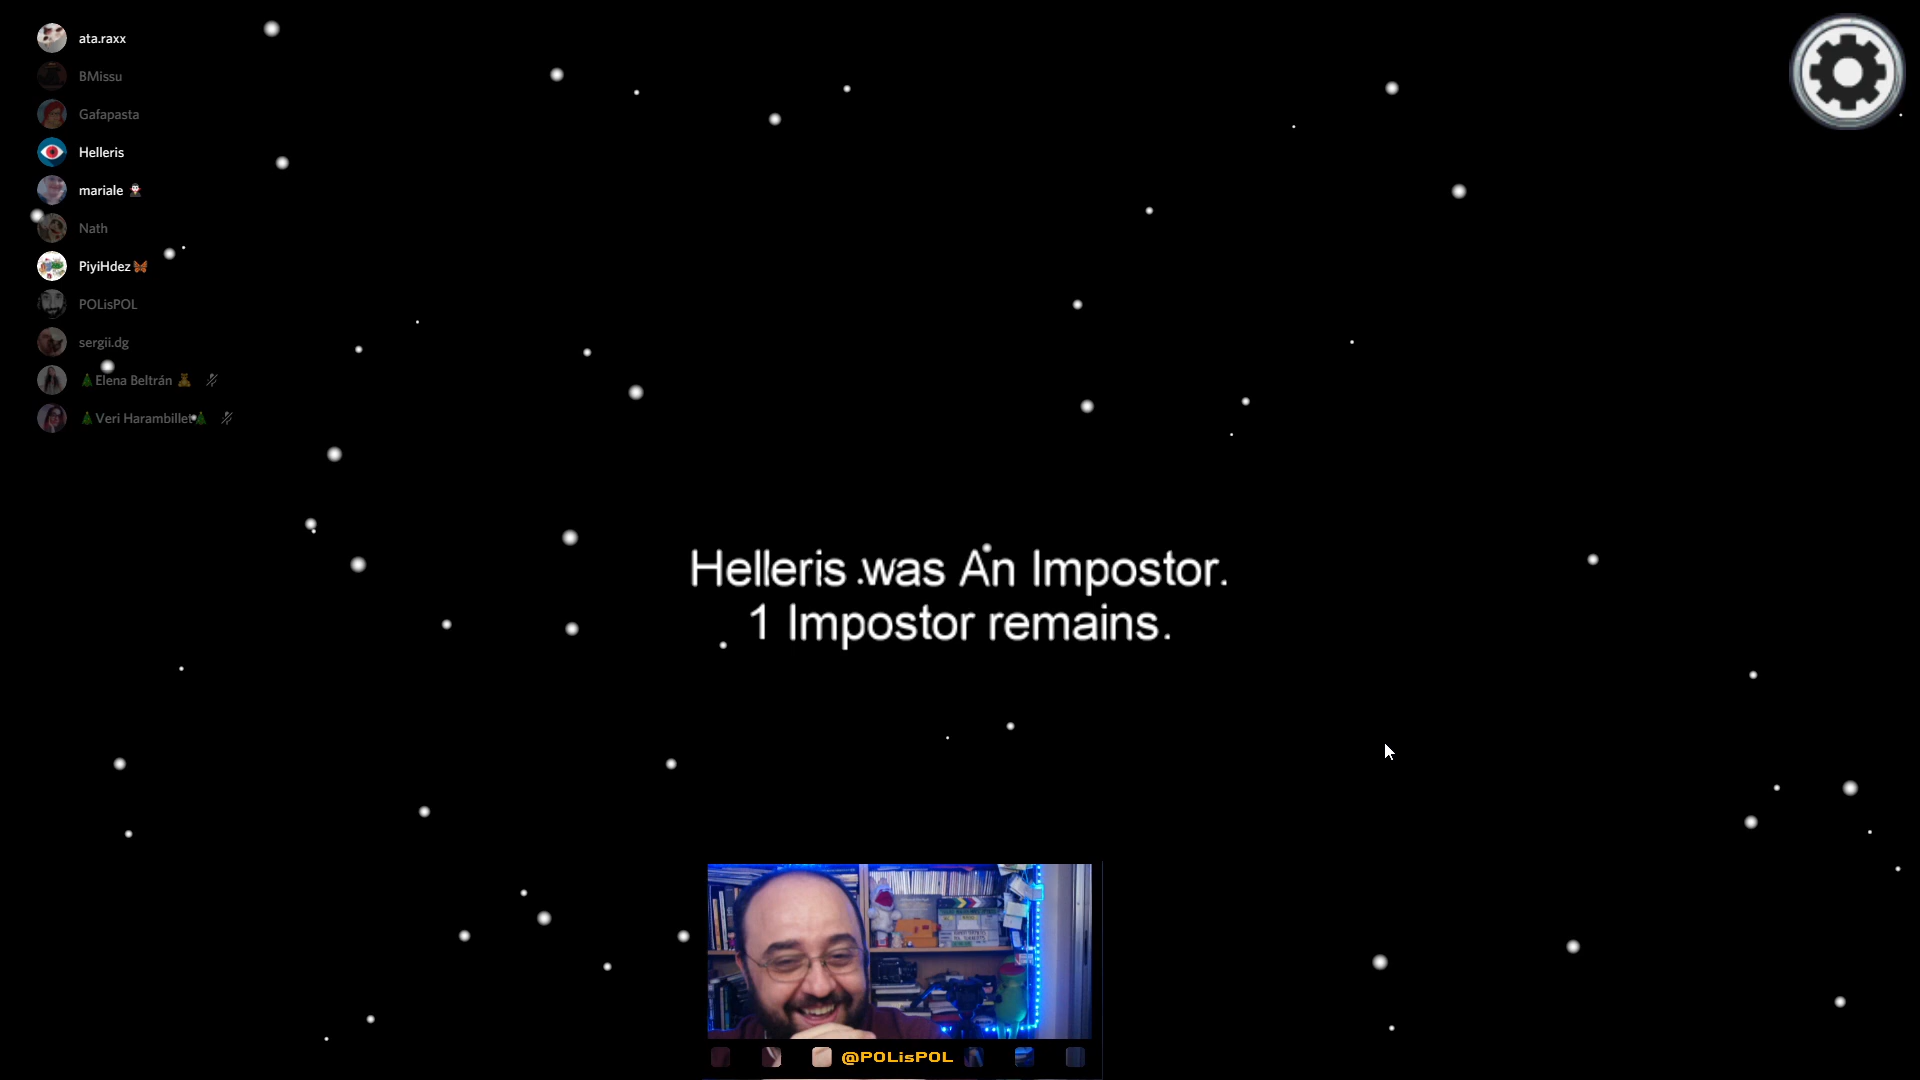 ata.raxx
BMissu
Gafapasta
Helleris
mariale 🧛🏻
Nath
PiyiHdez 🦋
POLisPOL
sergii.dg
🌲Elena Beltrán 🧸
🌲Veri Harambillet🌲
Helleris was An Impostor.
1 Impostor remains.
@POLisPOL